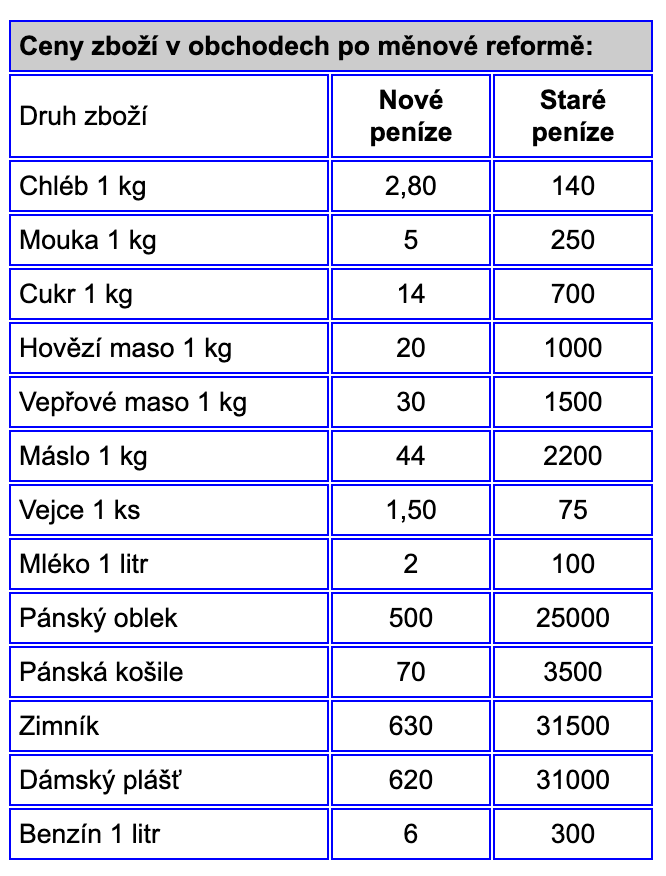 Ceny zboží v obchodech po měnové reformě:
Druh zboží Nové peníze Staré peníze
Chléb 1 kg 2,80 140
Mouka 1 kg 5 250
Cukr 1 kg 14 700
Hovězí maso 1 kg 20 1000
Vepřové maso 1 kg 30 1500
Máslo 1 kg 44 2200
Vejce 1 ks 1,50 75
Mléko 1 litr 2 100
Pánský oblek 500 25000
Pánská košile 70 3500
Zimník 630 31500
Dámský plášť 620 31000
Benzín 1 litr 6 300